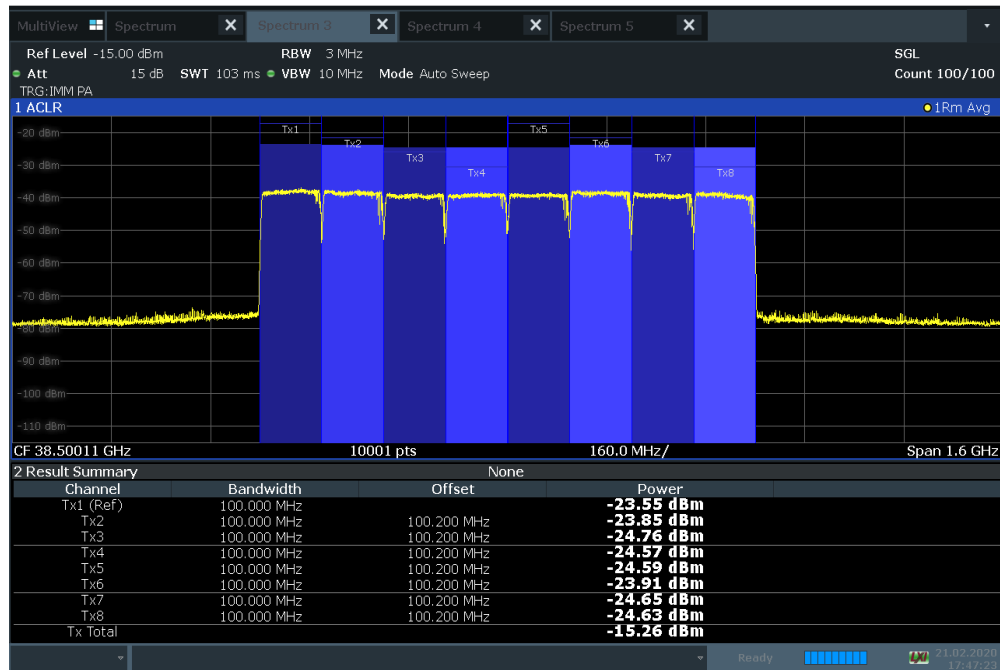 MultiView Spectrum X Spectrum 3 X Spectrum 4 X Spectrum 5 X
Ref Level -15.00 dBm RBW 3 MHz SGL
Att 15 dB SWT 103 ms VBW 10 MHz Mode Auto Sweep Count 100/100
TRG:IMM PA
1 ACLR 1Rm Avg
-20 dBm
Tx1 Tx2 Tx3 Tx4 Tx5 Tx6 Tx7 Tx8
-30 dBm
-40 dBm
-50 dBm
-60 dBm
-70 dBm
-80 dBm
-90 dBm
-100 dBm
-110 dBm
CF 38.50011 GHz 10001 pts 160.0 MHz/ Span 1.6 GHz
2 Result Summary None
Channel Bandwidth Offset Power
Tx1 (Ref) 100.000 MHz -23.55 dBm
Tx2 100.000 MHz 100.200 MHz -23.85 dBm
Tx3 100.000 MHz 100.200 MHz -24.76 dBm
Tx4 100.000 MHz 100.200 MHz -24.57 dBm
Tx5 100.000 MHz 100.200 MHz -24.59 dBm
Tx6 100.000 MHz 100.200 MHz -23.91 dBm
Tx7 100.000 MHz 100.200 MHz -24.65 dBm
Tx8 100.000 MHz 100.200 MHz -24.63 dBm
Tx Total -15.26 dBm
Ready LXI 21.02.2020
17:47:23